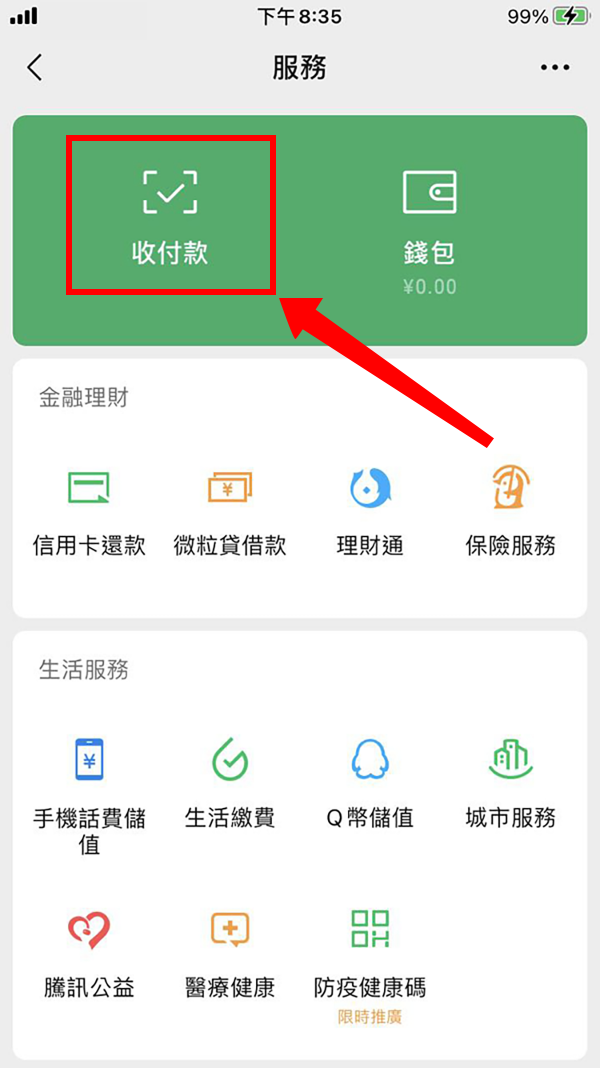 下午8:35
99%
服務
收付款
錢包
¥0.00
金融理財
信用卡還款
微粒貸借款
理財通
保險服務
生活服務
手機話費儲
值
生活繳費
Q幣儲值
城市服務
騰訊公益
醫療健康
防疫健康碼
限時推廣